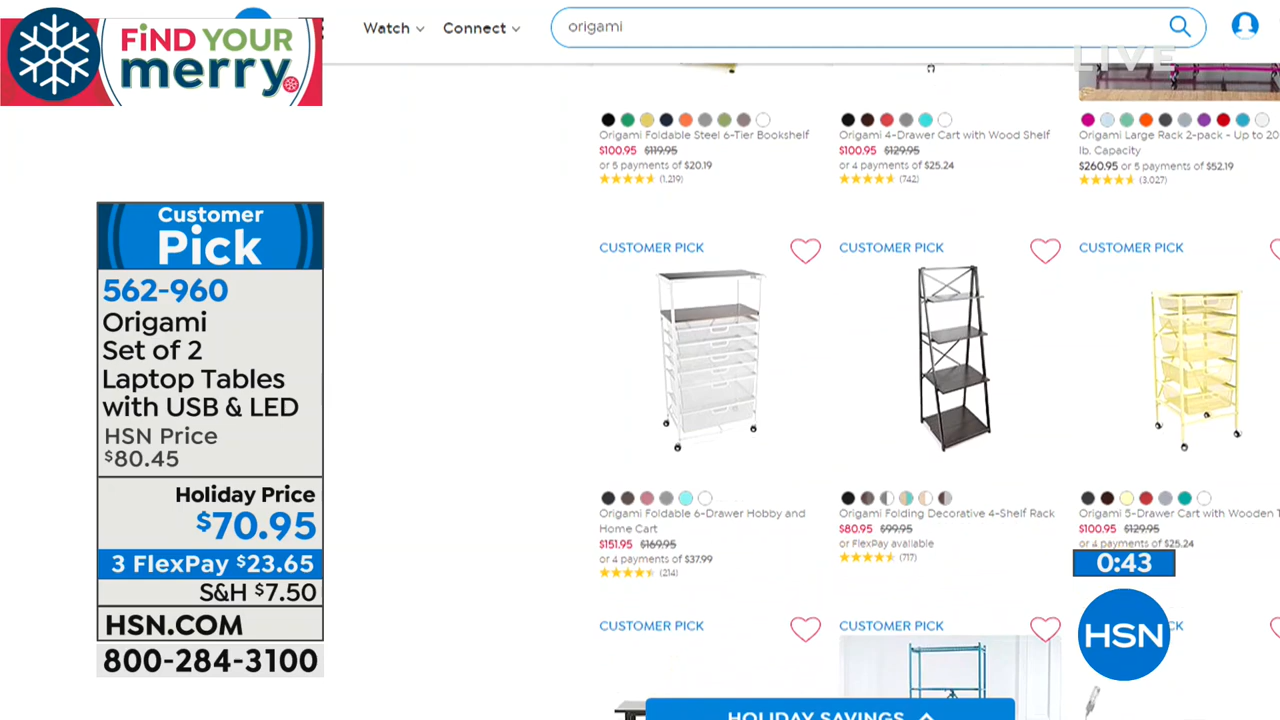 FiND YOUR
merry.
Watch
Connect
origami
LIVE
Origami Foldable Steel 6-Tier Bookshelf
$100.95 $119.95
or 5 payments of $20.19
(1,219)
Origami 4-Drawer Cart with Wood Shelf
$100.95 $129.95
or 4 payments of $25.24
(742)
Origami Large Rack 2-pack - Up to 20
lb. Capacity
$260.95 or 5 payments of $52.19
(3,027)
Customer
Pick
562-960
Origami
Set of 2
Laptop Tables
with USB & LED
HSN Price
$80.45
Holiday Price
$70.95
3 FlexPay $23.65
S&H $7.50
HSN.COM
800-284-3100
CUSTOMER PICK
CUSTOMER PICK
CUSTOMER PICK
Origami Foldable 6-Drawer Hobby and
Home Cart
$151.95 $169.95
or 4 payments of $37.99
(214)
Origami Folding Decorative 4-Shelf Rack
$80.95 $99.95
or FlexPay available
(717)
Origami 5-Drawer Cart with Wooden T
$100.95 $129.95
or 4 payments of $25.24
0:43
HSN
CUSTOMER PICK
CUSTOMER PICK
CK
HOLIDAY SAVINGS